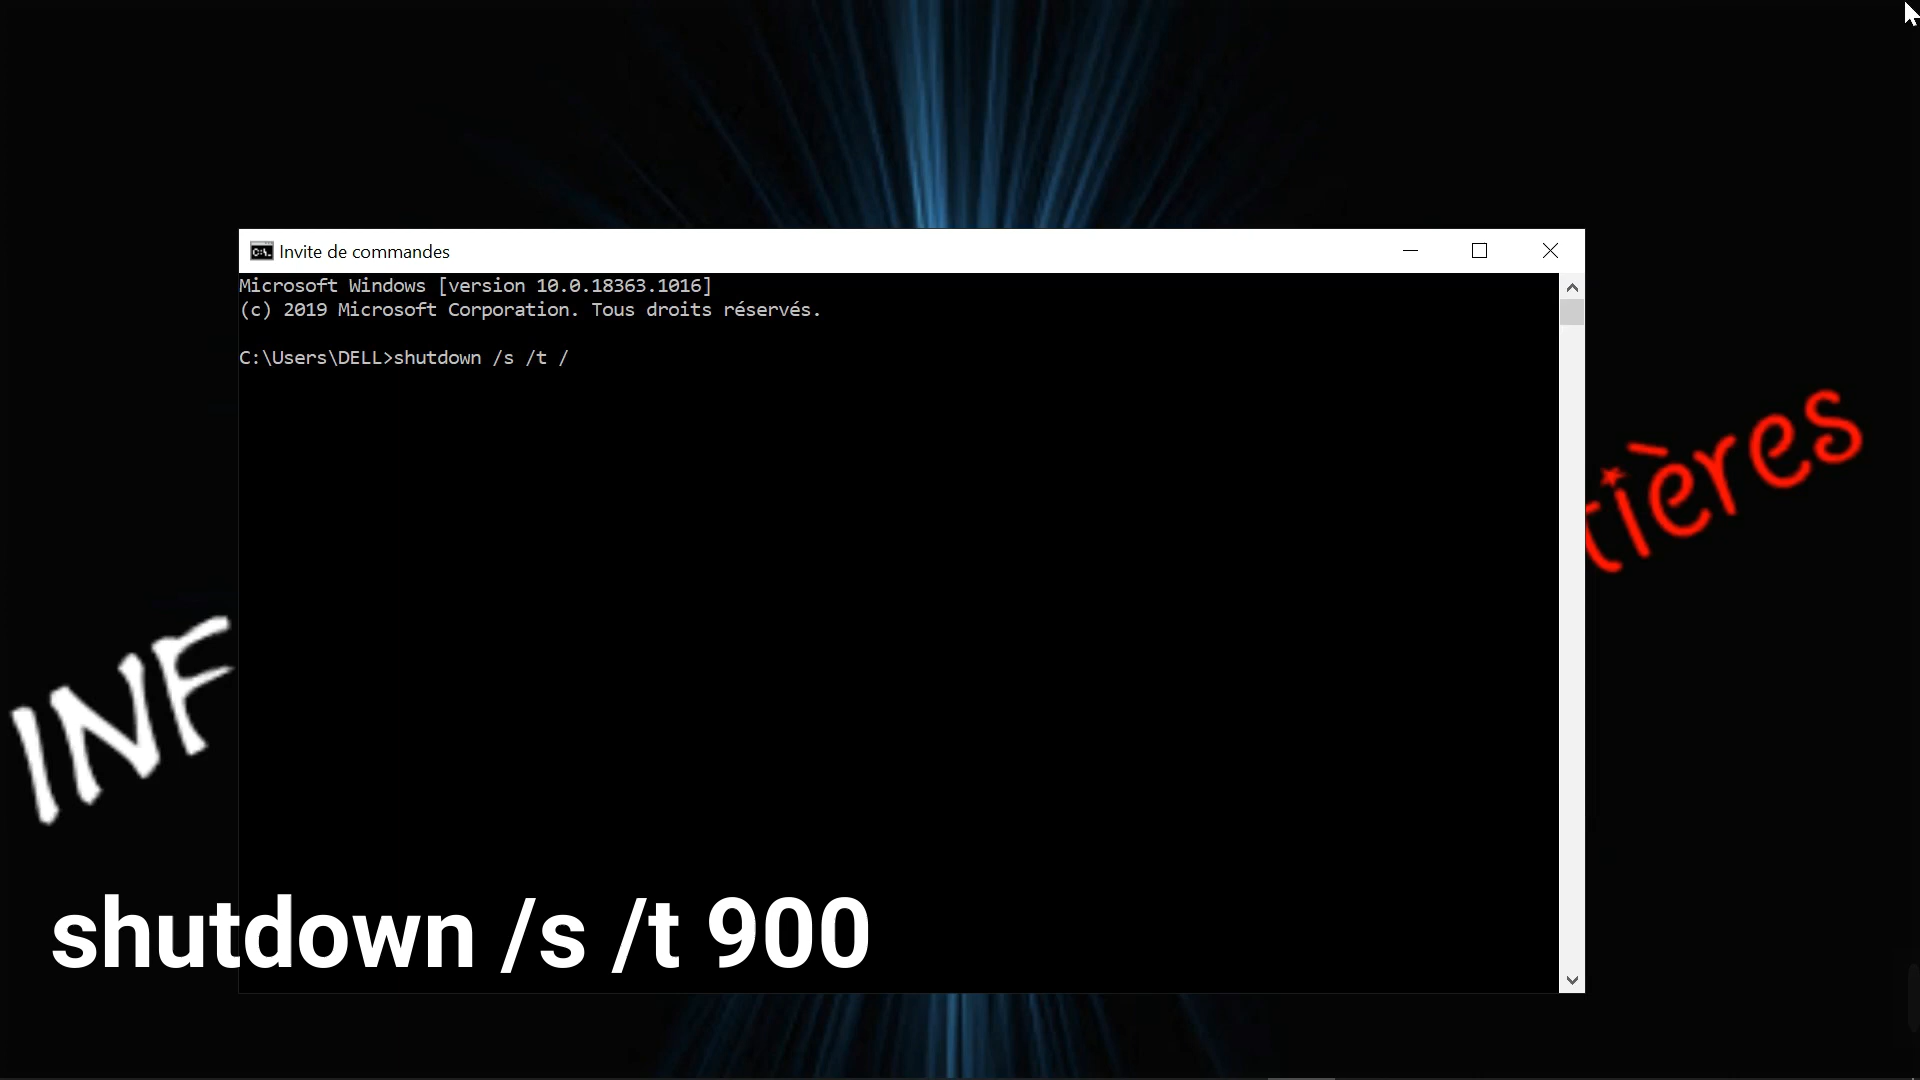 Invite de commandes
Microsoft Windows [version 10.0.18363.1016]
(c) 2019 Microsoft Corporation. Tous droits réservés.
C:\Users\DELL>shutdown /s /t /
tières
INF
shutdown /s /t 900